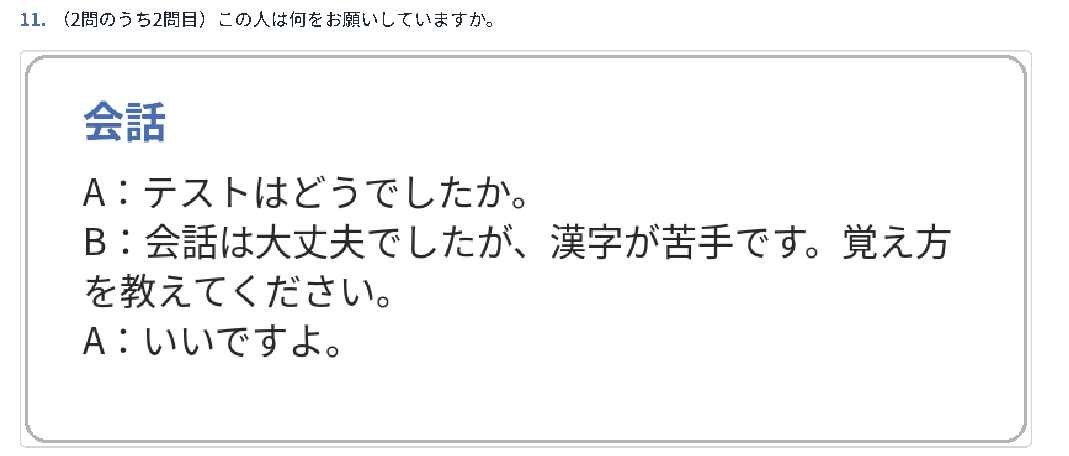 11. （2問のうち2問目）この人は何をお願いしていますか。
会話
A：テストはどうでしたか。
B：会話は大丈夫でしたが、漢字が苦手です。覚え方
を教えてください。
A：いいですよ。